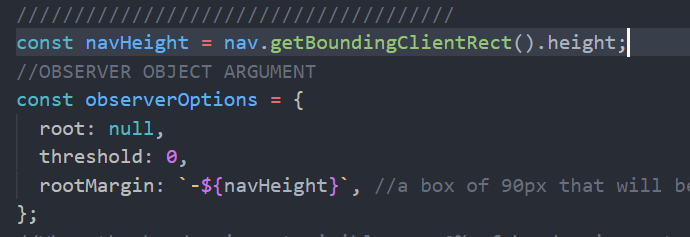 /////////////////////////////////////
const navHeight = nav.getBoundingClientRect().height;
//OBSERVER OBJECT ARGUMENT
const observerOptions = {
root: null,
threshold: 0,
rootMargin: `-${navHeight}`, //a box of 90px that will be
};